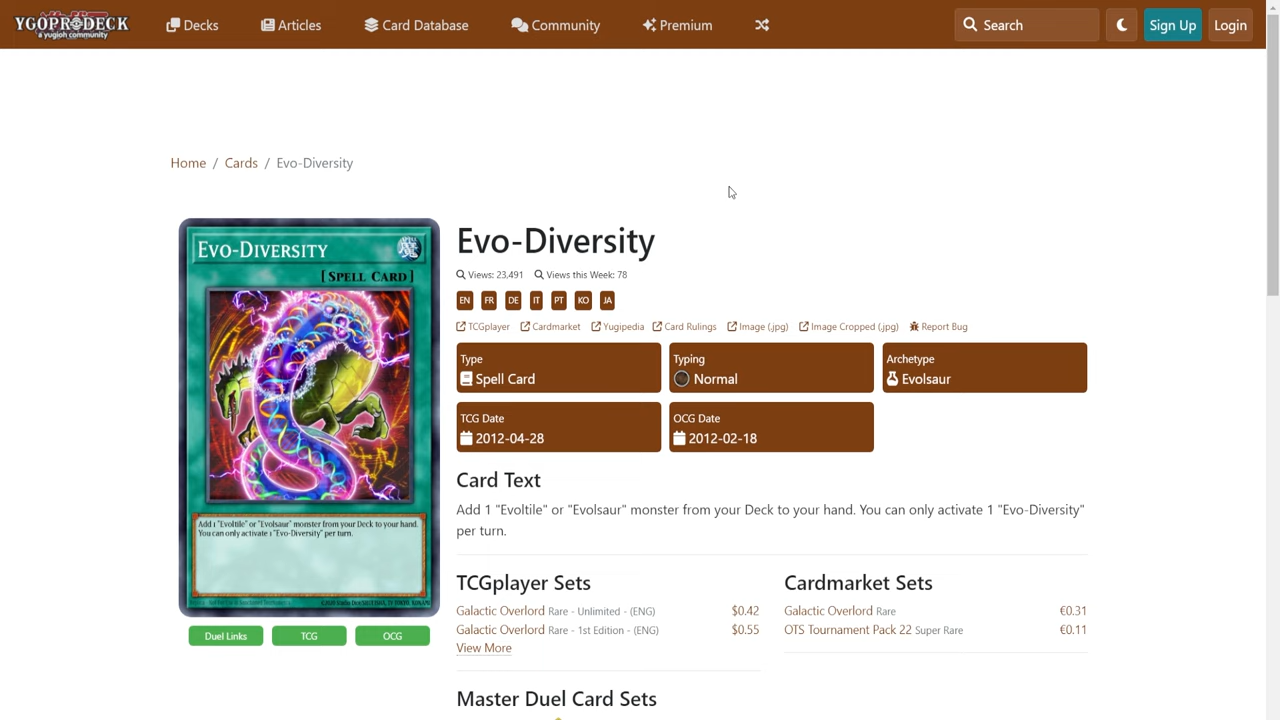 YGOPRODECK
a yugioh community
Decks
Articles
Card Database
Community
Premium
Search
Sign Up
Login
Home / Cards / Evo-Diversity
EVO-DIVERSITY
[SPELL CARD]
Add 1 "Evoltile" or "Evolsaur" monster from your Deck to your hand.
You can only activate 1 "Evo-Diversity" per turn.
Duel Links
TCG
OCG
Evo-Diversity
Views: 23,491 Views this Week: 78
EN FR DE IT PT KO JA
TCGplayer Cardmarket Yugipedia Card Rulings Image (.jpg) Image Cropped (.jpg) Report Bug
Type
Spell Card
Typing
Normal
Archetype
Evolsaur
TCG Date
2012-04-28
OCG Date
2012-02-18
Card Text
Add 1 "Evoltile" or "Evolsaur" monster from your Deck to your hand. You can only activate 1 "Evo-Diversity"
per turn.
TCGplayer Sets
Galactic Overlord Rare - Unlimited - (ENG) $0.42
Galactic Overlord Rare - 1st Edition - (ENG) $0.55
View More
Cardmarket Sets
Galactic Overlord Rare €0.31
OTS Tournament Pack 22 Super Rare €0.11
Master Duel Card Sets